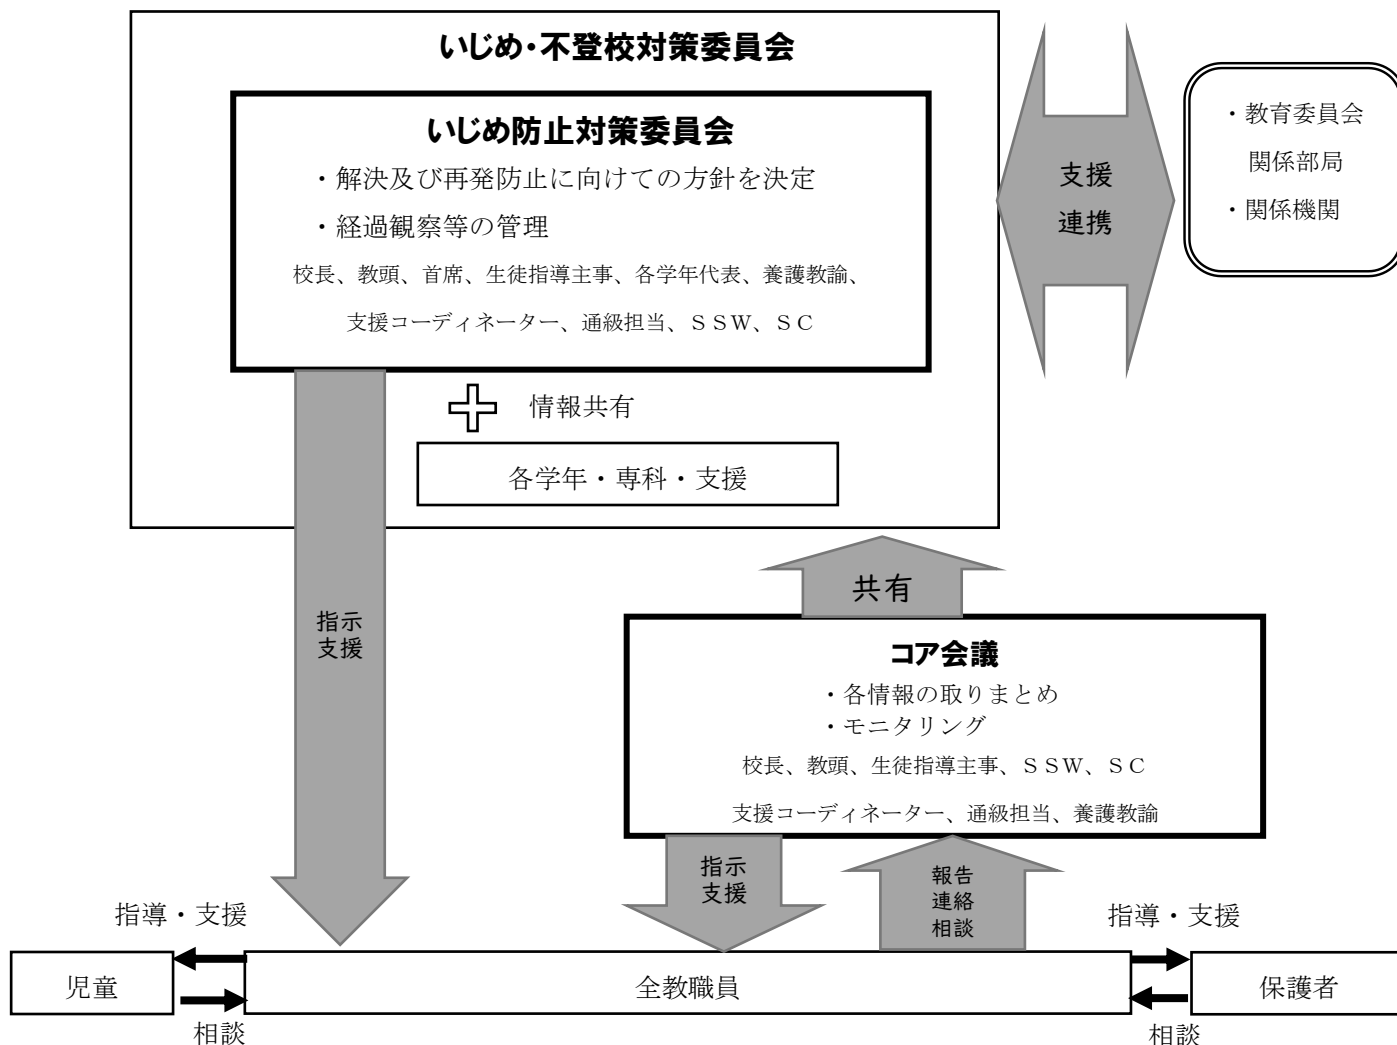 いじめ・不登校対策委員会
いじめ防止対策委員会
・解決及び再発防止に向けての方針を決定
・経過観察等の管理
校長、教頭、首席、生徒指導主事、各学年代表、養護教諭、
支援コーディネーター、通級担当、ＳＳＷ、ＳＣ
情報共有
各学年・専科・支援
支援
連携
・教育委員会
関係部局
・関係機関
指示
支援
共有
コア会議
・各情報の取りまとめ
・モニタリング
校長、教頭、生徒指導主事、ＳＳＷ、ＳＣ
支援コーディネーター、通級担当、養護教諭
指示
支援
報告
連絡
相談
指導・支援
指導・支援
児童
全教職員
保護者
相談
相談